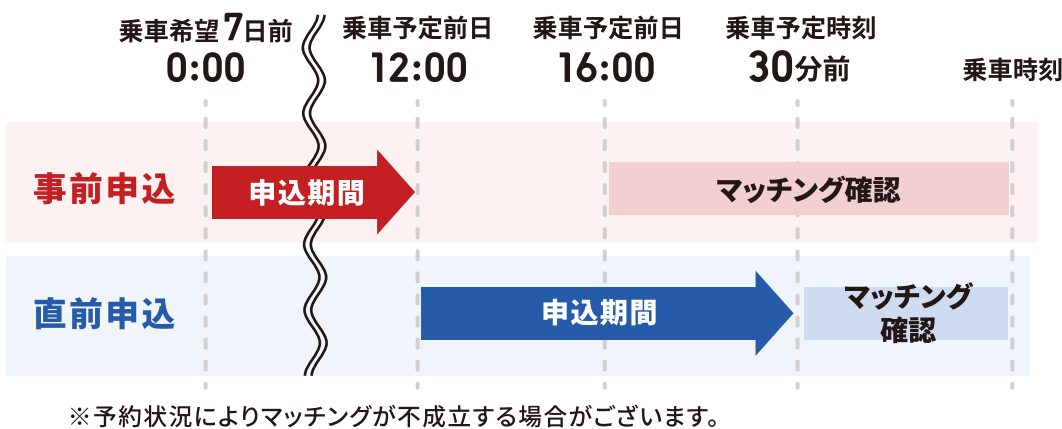 乗車希望7日前
0:00
乗車予定前日
12:00
乗車予定前日
16:00
乗車予定時刻
30分前
乗車時刻
事前申込
申込期間
マッチング確認
直前申込
申込期間
マッチング
確認
※予約状況によりマッチングが不成立する場合がございます。